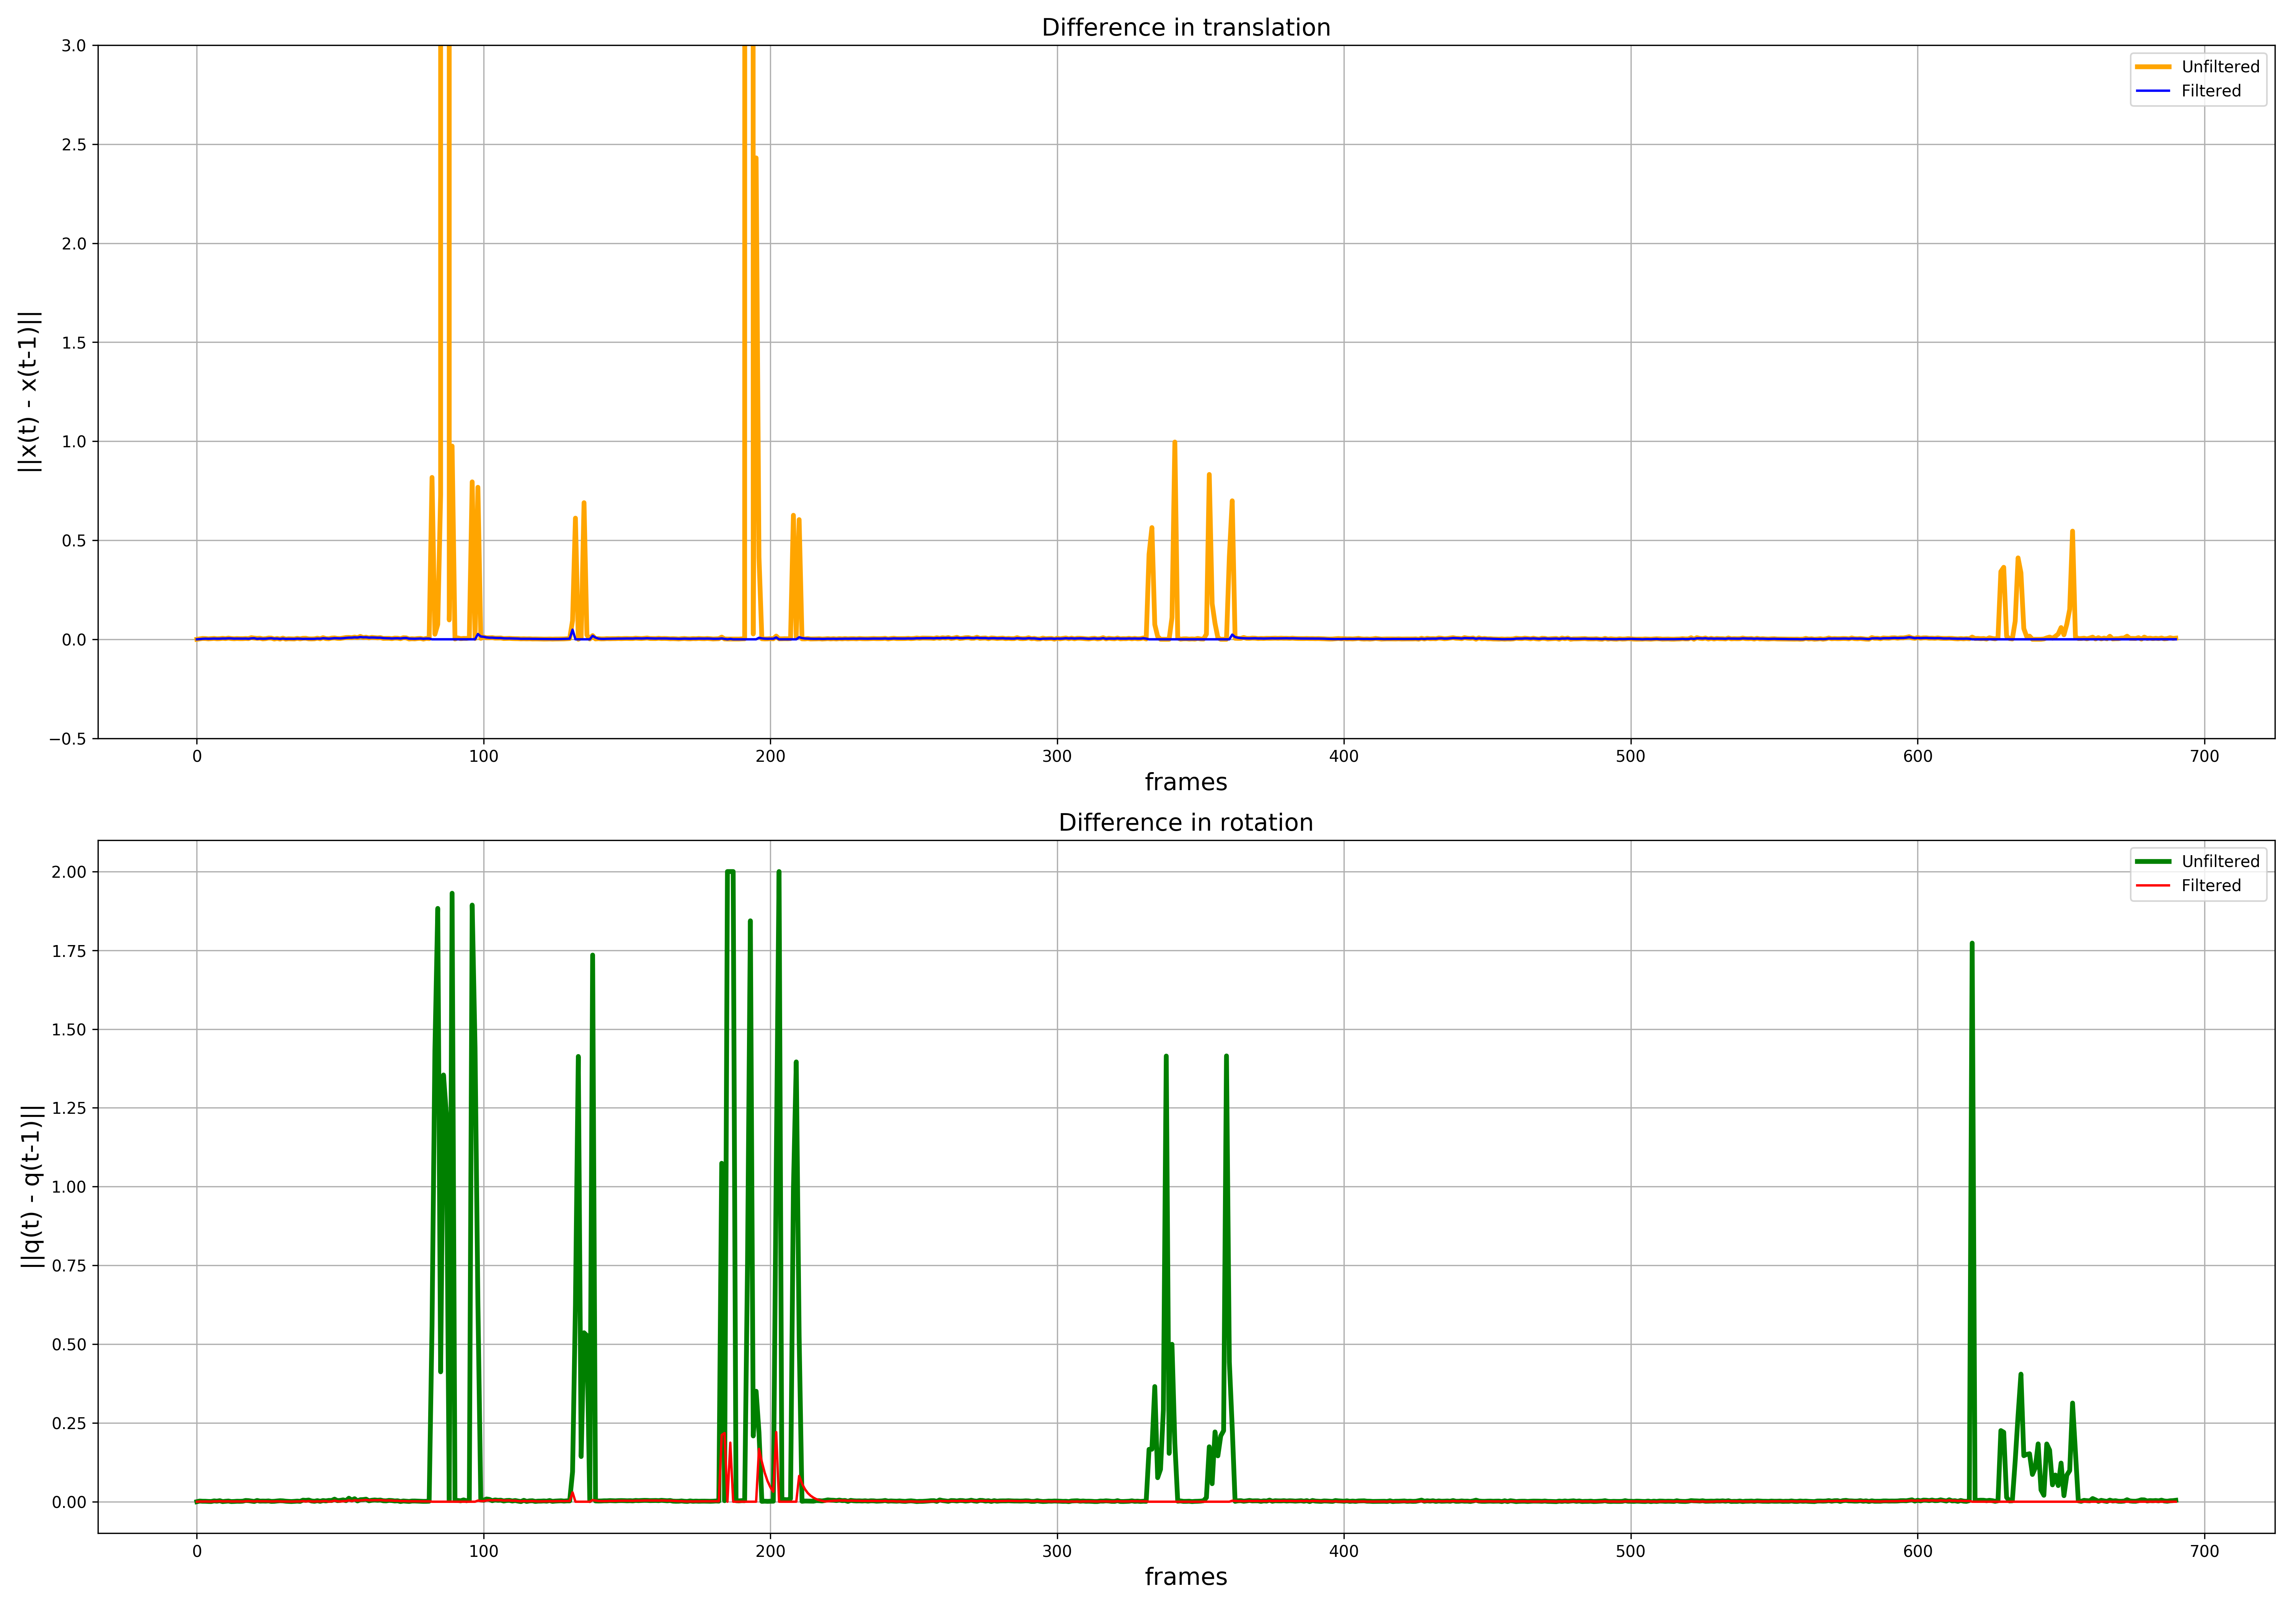 Difference in translation
3.0
2.5
2.0
1.5
1.0
0.5
0.0
−0.5
||x(t) - x(t-1)||
Unfiltered
Filtered
0 100 200 300 400 500 600 700
frames
Difference in rotation
2.00
1.75
1.50
1.25
1.00
0.75
0.50
0.25
0.00
||q(t) - q(t-1)||
Unfiltered
Filtered
0 100 200 300 400 500 600 700
frames